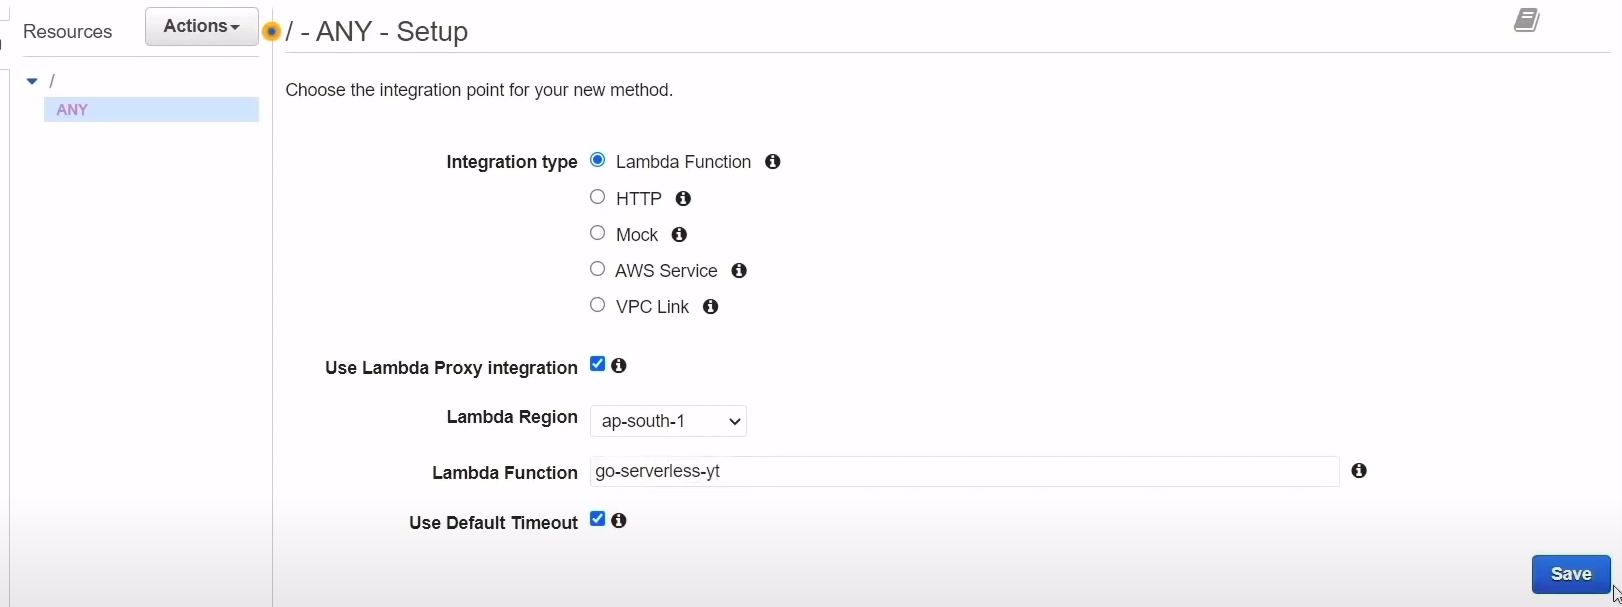 Resources
Actions
/ - ANY - Setup
/
ANY
Choose the integration point for your new method.
Integration type
Lambda Function
HTTP
Mock
AWS Service
VPC Link
Use Lambda Proxy integration
Lambda Region
ap-south-1
Lambda Function
go-serverless-yt
Use Default Timeout
Save